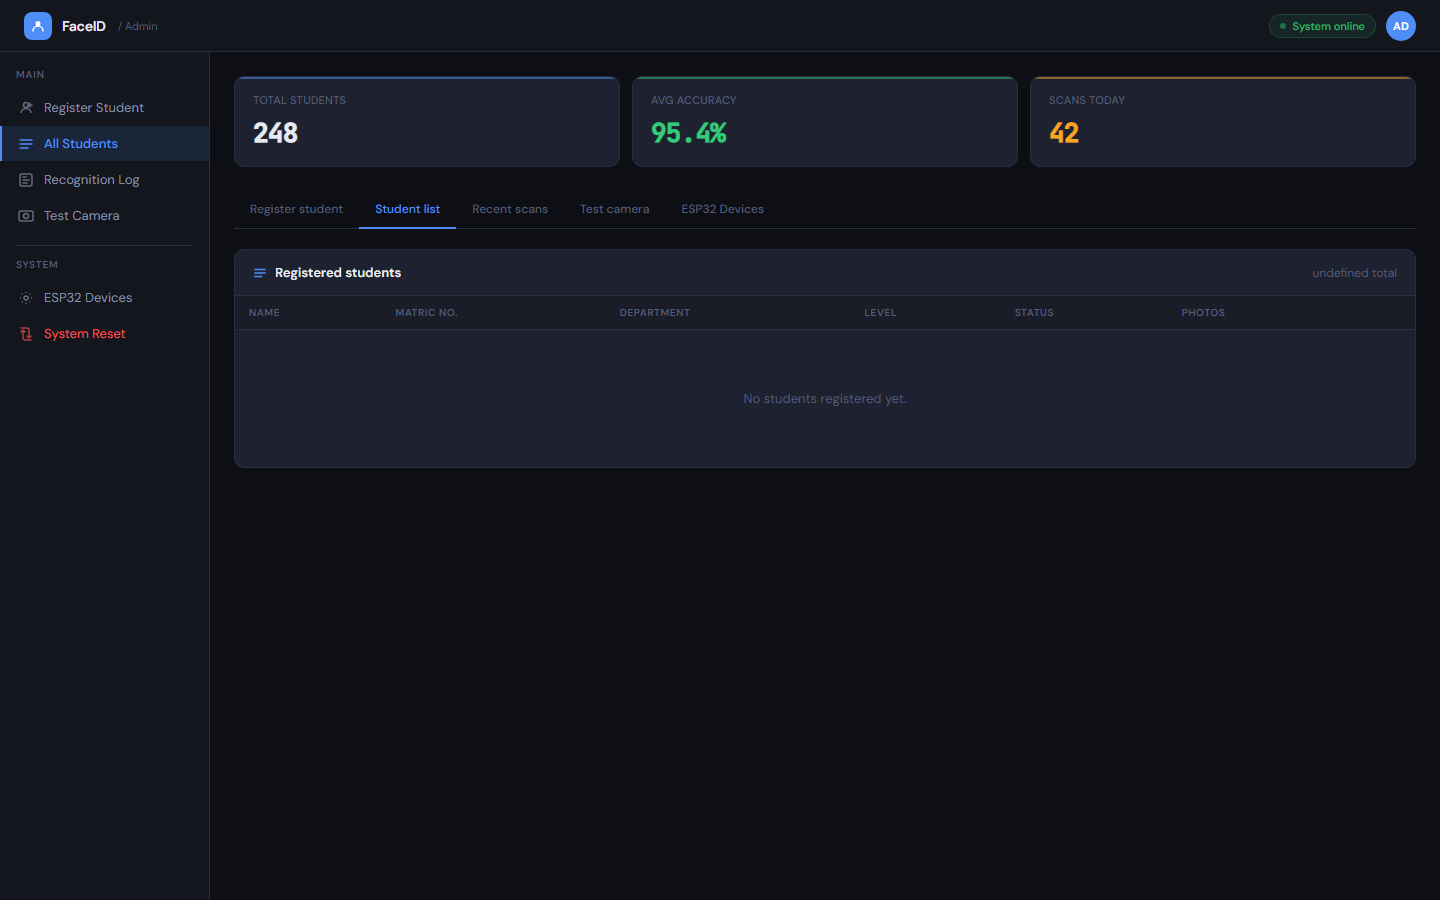 FaceID / Admin
System online
AD
MAIN
Register Student
All Students
Recognition Log
Test Camera
SYSTEM
ESP32 Devices
System Reset
TOTAL STUDENTS
248
AVG ACCURACY
95.4%
SCANS TODAY
42
Register student Student list Recent scans Test camera ESP32 Devices
Registered students undefined total
NAME MATRIC NO. DEPARTMENT LEVEL STATUS PHOTOS
No students registered yet.